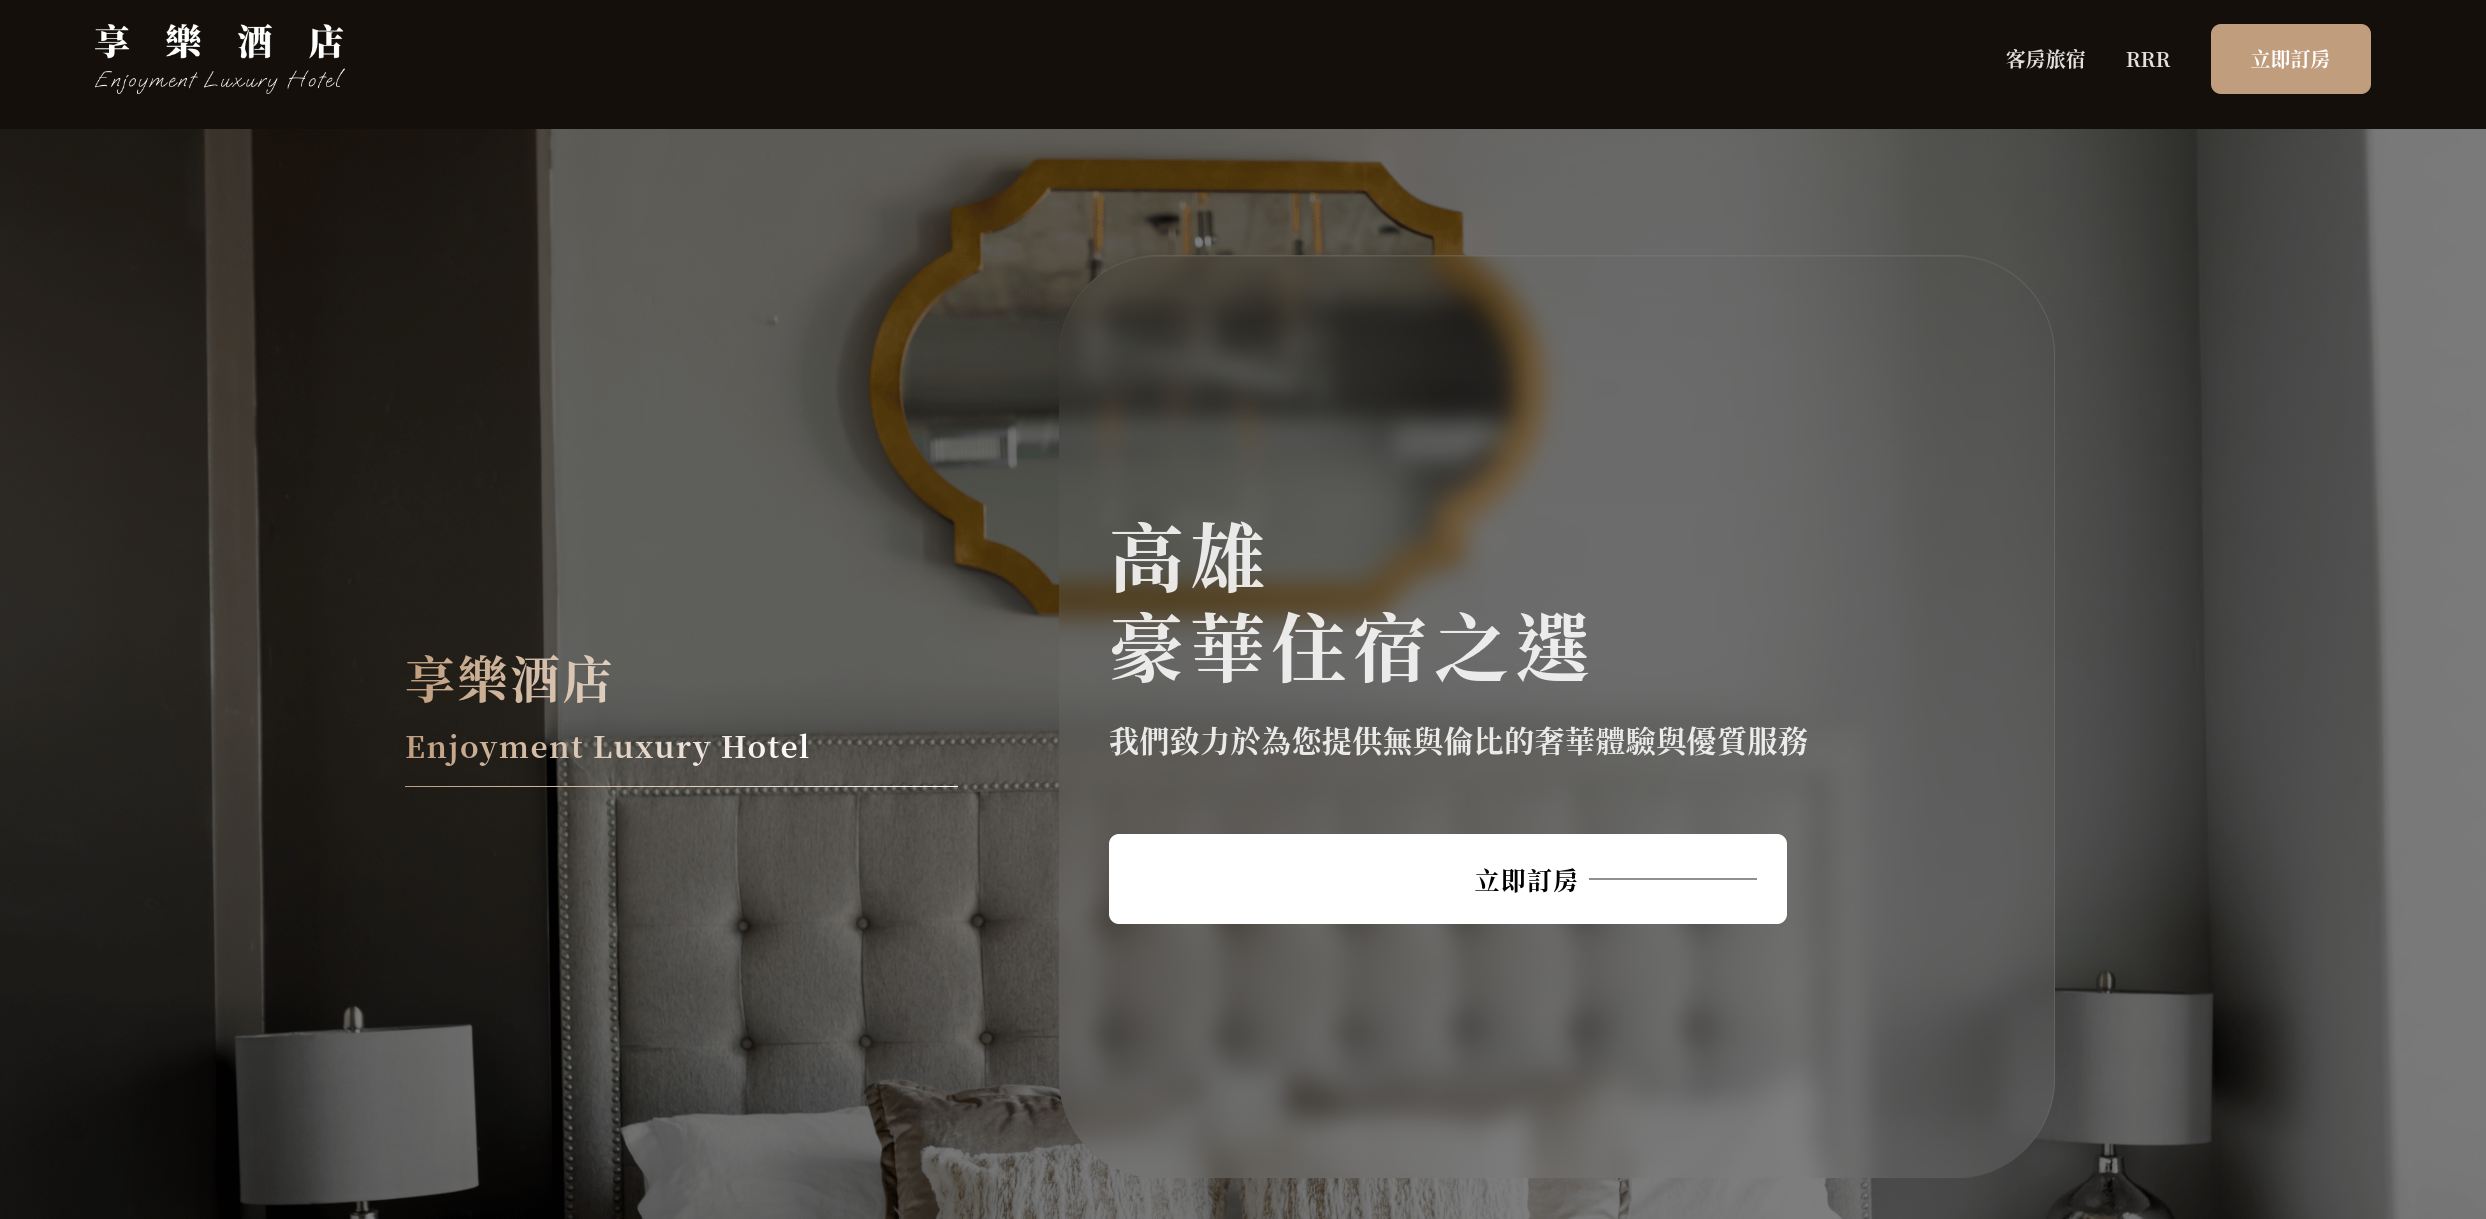 享樂酒店
Enjoyment Luxury Hotel
客房旅宿
RRR
立即訂房
享樂酒店
Enjoyment Luxury Hotel
高雄
豪華住宿之選
我們致力於為您提供無與倫比的奢華體驗與優質服務
立即訂房